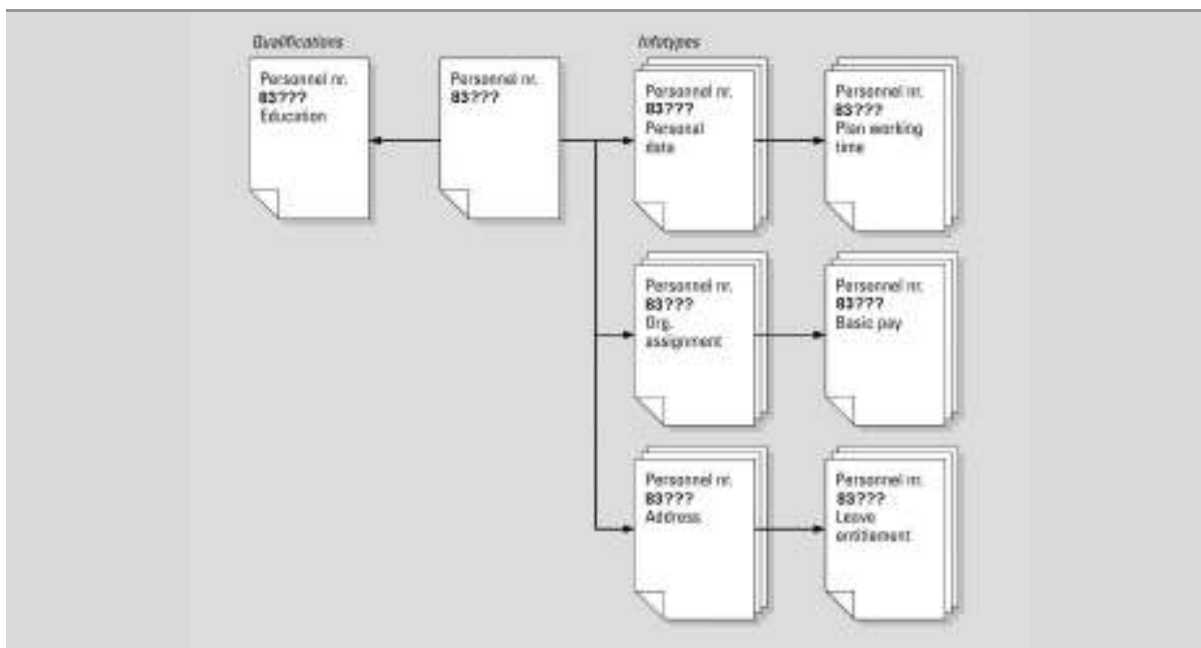 Qualifications
Personnel nr.
83???
Education
Personnel nr.
83???
Infotypes
Personnel nr.
83???
Personal
data
Personnel nr.
83???
Plan working
time
Personnel nr.
83???
Org.
assignment
Personnel nr.
83???
Basic pay
Personnel nr.
83???
Address
Personnel nr.
83???
Leave
entitlement